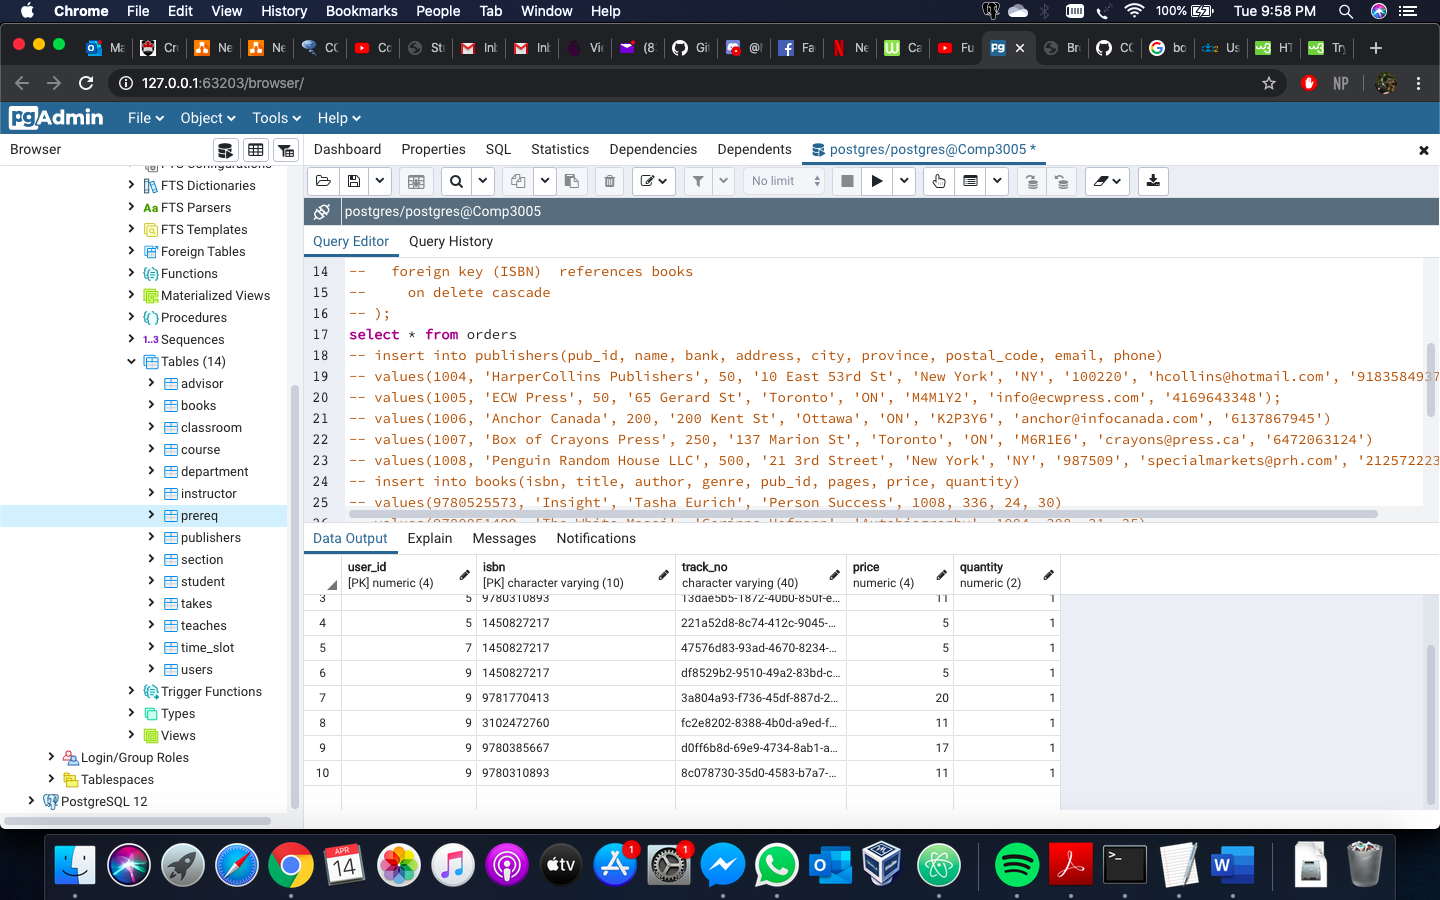 Chrome File Edit View History Bookmarks People Tab Window Help 100% Tue 9:58 PM
Ma Cre Ne Ne CC Co Str Inb Inb Vie (8 Git @f Fa Ne Ca Fu Bro CC bo Us HT Try
127.0.0.1:63203/browser/ NP
pgAdmin File Object Tools Help
Browser
FTS Configurations
FTS Dictionaries
Aa FTS Parsers
FTS Templates
Foreign Tables
Functions
Materialized Views
Procedures
1..3 Sequences
Tables (14)
advisor
books
classroom
course
department
instructor
prereq
publishers
section
student
takes
teaches
time_slot
users
Trigger Functions
Types
Views
Login/Group Roles
Tablespaces
PostgreSQL 12
Dashboard Properties SQL Statistics Dependencies Dependents postgres/postgres@Comp3005 *
No limit
postgres/postgres@Comp3005
Query Editor Query History
14 -- foreign key (ISBN) references books
15 -- on delete cascade
16 -- );
17 select * from orders
18 -- insert into publishers(pub_id, name, bank, address, city, province, postal_code, email, phone)
19 -- values(1004, 'HarperCollins Publishers', 50, '10 East 53rd St', 'New York', 'NY', '100220', 'hcollins@hotmail.com', '9183584937
20 -- values(1005, 'ECW Press', 50, '65 Gerard St', 'Toronto', 'ON', 'M4M1Y2', 'info@ecwpress.com', '4169643348');
21 -- values(1006, 'Anchor Canada', 200, '200 Kent St', 'Ottawa', 'ON', 'K2P3Y6', 'anchor@infocanada.com', '6137867945')
22 -- values(1007, 'Box of Crayons Press', 250, '137 Marion St', 'Toronto', 'ON', 'M6R1E6', 'crayons@press.ca', '6472063124')
23 -- values(1008, 'Penguin Random House LLC', 500, '21 3rd Street', 'New York', 'NY', '987509', 'specialmarkets@prh.com', '212572223
24 -- insert into books(isbn, title, author, genre, pub_id, pages, price, quantity)
25 -- values(9780525573, 'Insight', 'Tasha Eurich', 'Person Success', 1008, 336, 24, 30)
Data Output Explain Messages Notifications
user_id isbn track_no price quantity
[PK] numeric (4) [PK] character varying (10) character varying (40) numeric (4) numeric (2)
3 5 9780310893 13dae5b5-1872-40b0-850f-e... 11 1
4 5 1450827217 221a52d8-8c74-412c-9045-... 5 1
5 7 1450827217 47576d83-93ad-4670-8234-... 5 1
6 9 1450827217 df8529b2-9510-49a2-83bd-c... 5 1
7 9 9781770413 3a804a93-f736-45df-887d-2... 20 1
8 9 3102472760 fc2e8202-8388-4b0d-a9ed-f... 11 1
9 9 9780385667 d0ff6b8d-69e9-4734-8ab1-a... 17 1
10 9 9780310893 8c078730-35d0-4583-b7a7-... 11 1
APR 14 tv 1 1